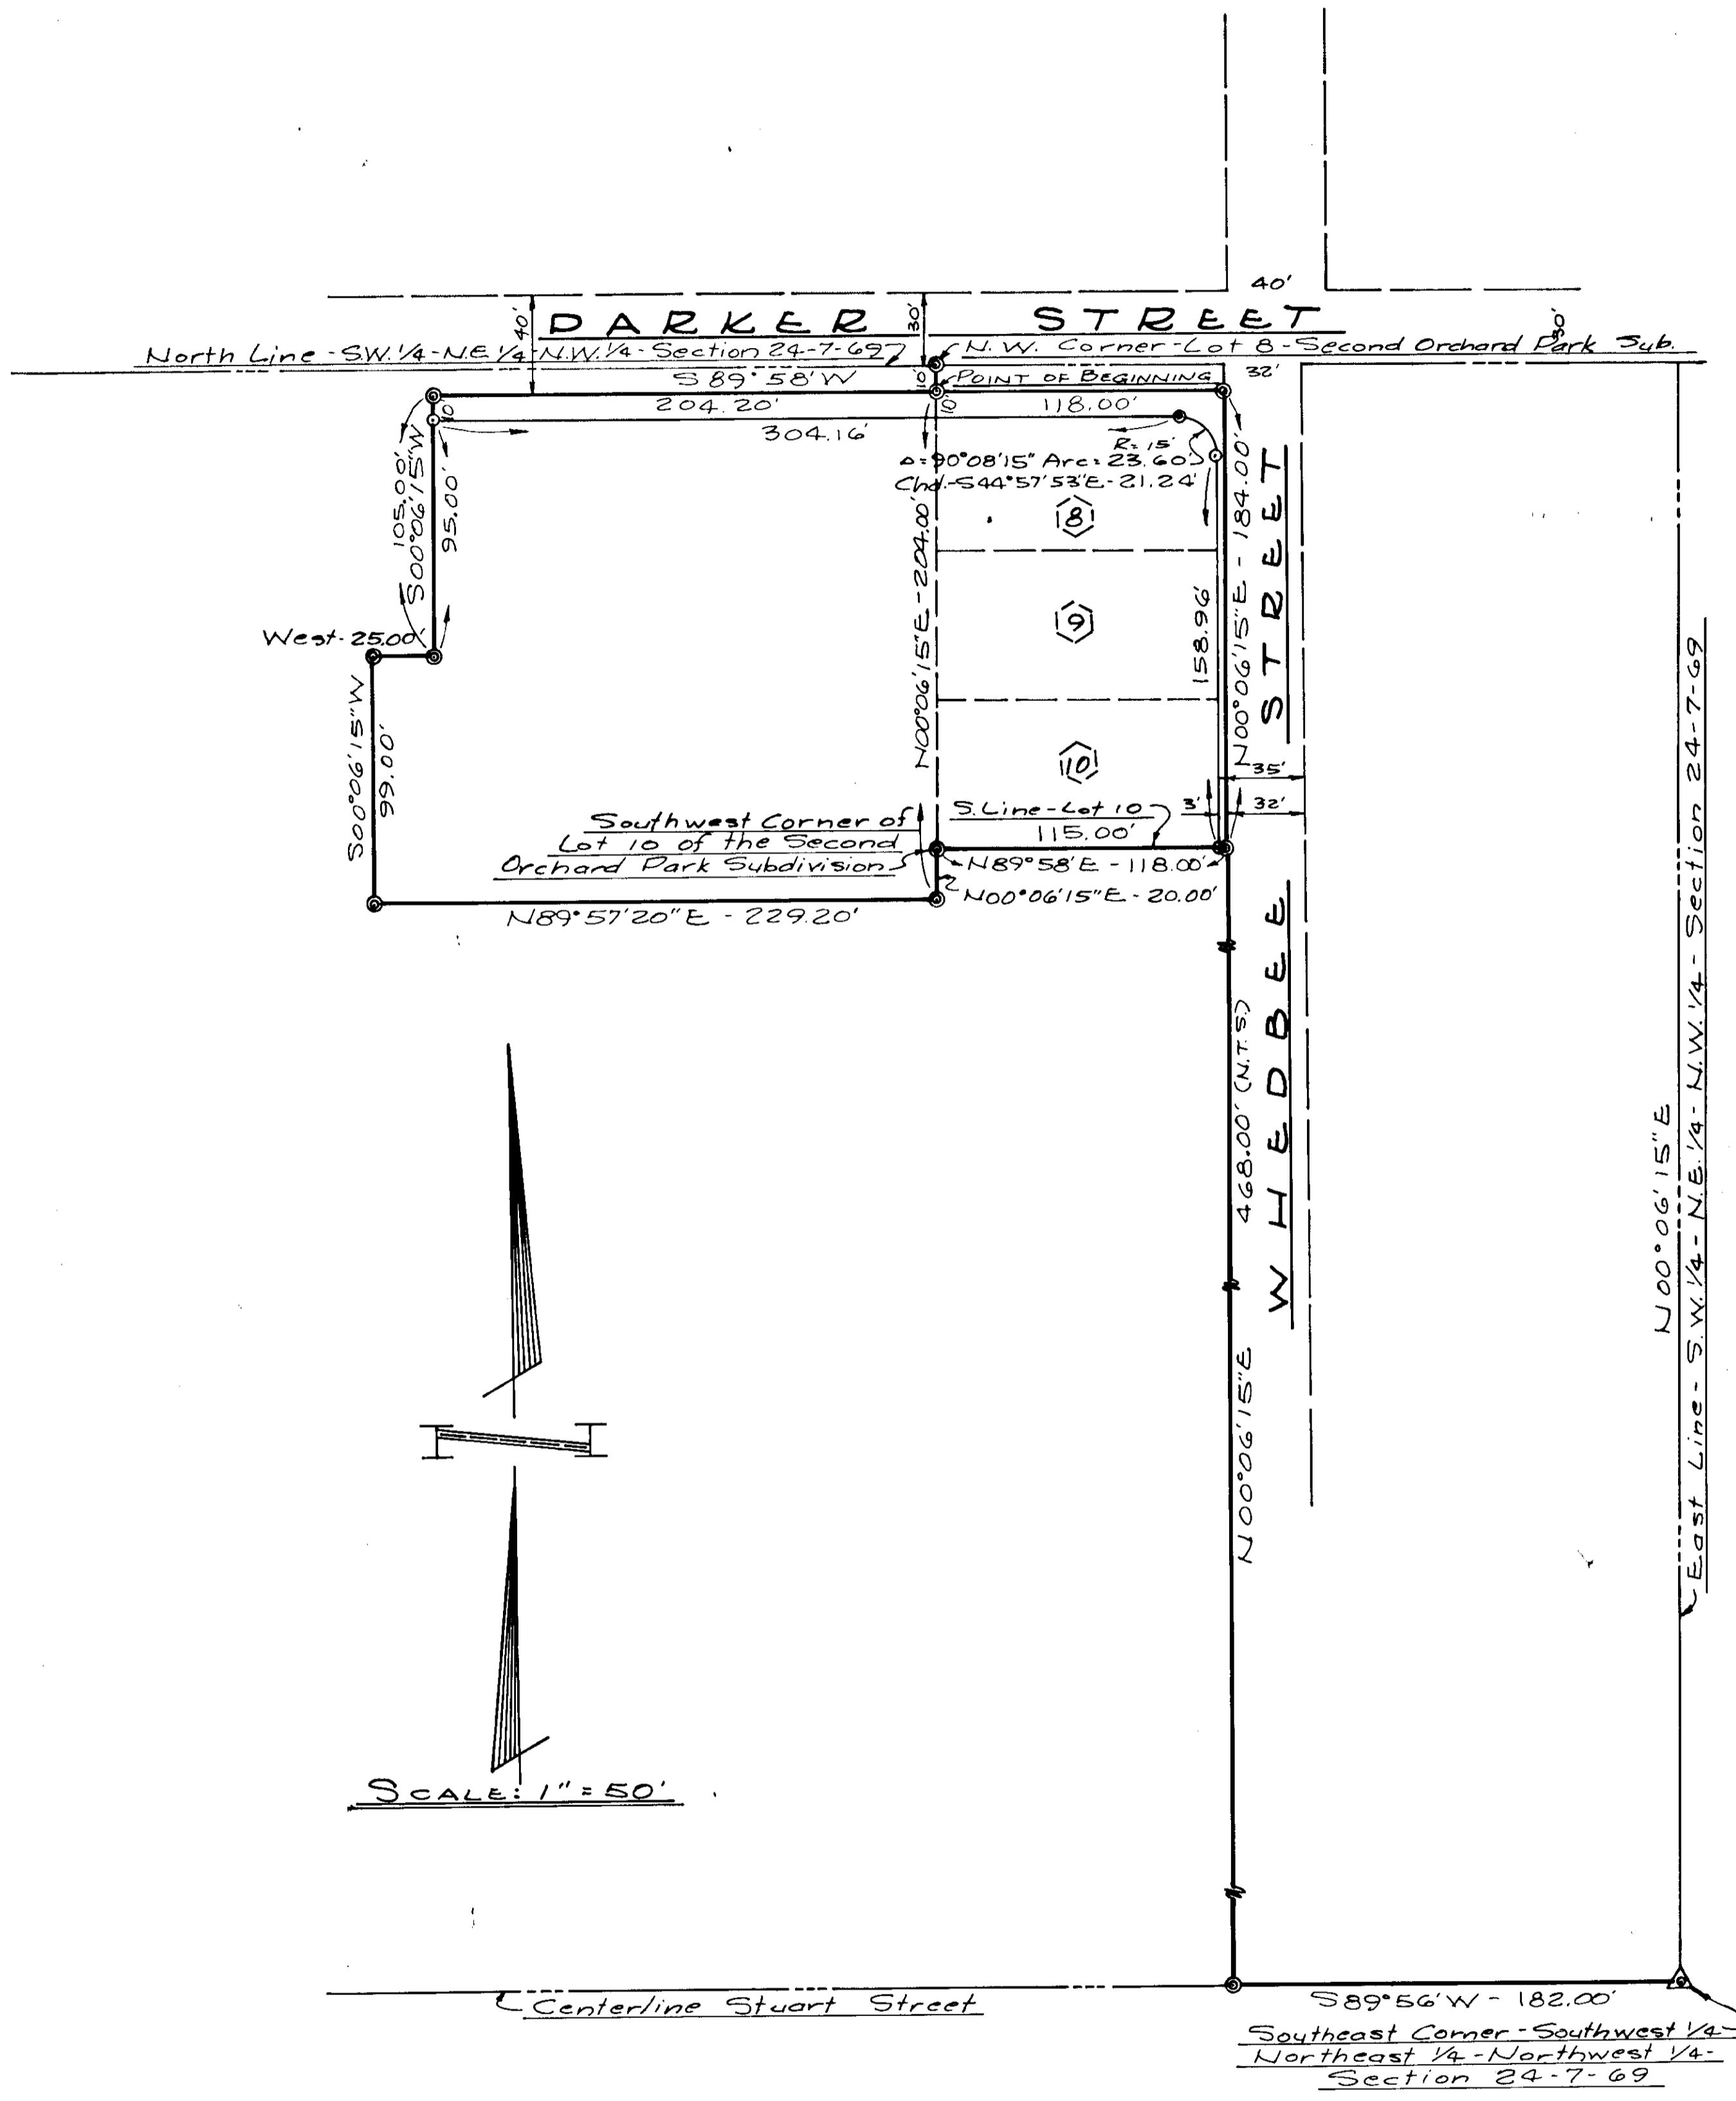 40'
40'
30'
PARKER STREET
30'
North Line - S.W. 1/4 - N.E. 1/4 - N.W. 1/4 - Section 24-7-69
N.W. Corner - Lot 8 - Second Orchard Park Sub.
S 89° 58' W
10'
POINT OF BEGINNING
32'
204.20'
118.00'
10
10
304.16'
R= 15'
Δ= 90°08'15" Arc= 23.60'
Chd.-S44°57'53"E-21.24'
105.00'
S00°06'15"W
95.00'
8
9
10
N00°06'15"E - 204.00'
158.96'
N00°06'15"E - 184.00'
West - 25.00'
S00°06'15"W
99.00'
35'
3'
32'
S. Line - Lot 10
115.00'
Southwest Corner of
Lot 10 of the Second
Orchard Park Subdivision
N89°58'E - 118.00'
N00°06'15"E - 20.00'
N89°57'20"E - 229.20'
WHEDBEE STREET
468.00' (N.T.S.)
N00°06'15"E
N00°06'15"E
East Line - S.W. 1/4 - N.E. 1/4 - N.W. 1/4 - Section 24-7-69
SCALE: 1" = 50'
Centerline Stuart Street
S89°56'W - 182.00'
Southeast Corner - Southwest 1/4 -
Northeast 1/4 - Northwest 1/4 -
Section 24-7-69